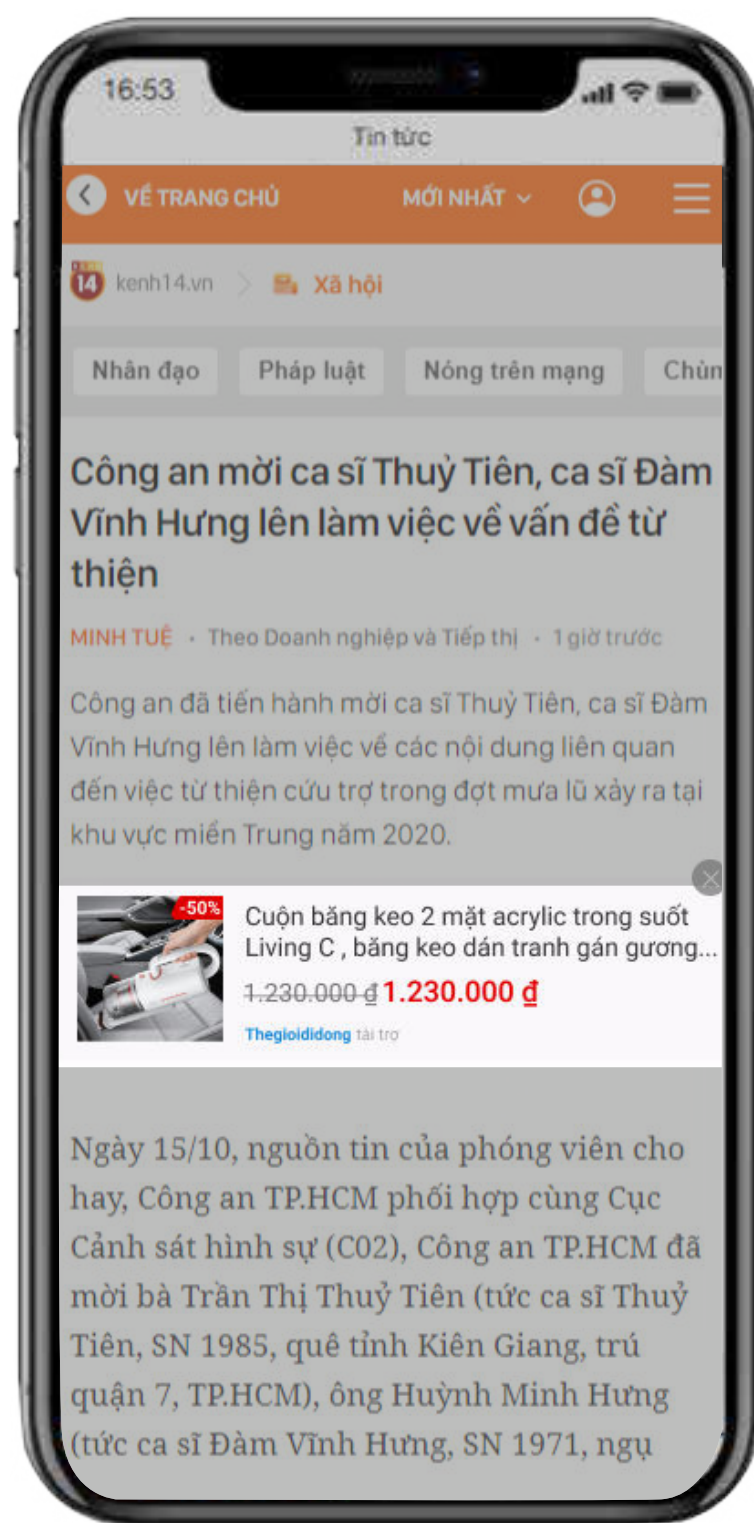 16:53
Tin tức
VỀ TRANG CHỦ MỚI NHẤT
14 kenh14.vn Xã hội
Nhân đạo Pháp luật Nóng trên mạng Chùm
Công an mời ca sĩ Thuỷ Tiên, ca sĩ Đàm
Vĩnh Hưng lên làm việc về vấn đề từ
thiện
MINH TUỆ • Theo Doanh nghiệp và Tiếp thị • 1 giờ trước
Công an đã tiến hành mời ca sĩ Thuỷ Tiên, ca sĩ Đàm
Vĩnh Hưng lên làm việc về các nội dung liên quan
đến việc từ thiện cứu trợ trong đợt mưa lũ xảy ra tại
khu vực miền Trung năm 2020.
-50%
Cuộn băng keo 2 mặt acrylic trong suốt
Living C , băng keo dán tranh gán gương...
1.230.000 ₫ 1.230.000 ₫
Thegioididong tài trợ
Ngày 15/10, nguồn tin của phóng viên cho
hay, Công an TP.HCM phối hợp cùng Cục
Cảnh sát hình sự (C02), Công an TP.HCM đã
mời bà Trần Thị Thuỷ Tiên (tức ca sĩ Thuỷ
Tiên, SN 1985, quê tỉnh Kiên Giang, trú
quận 7, TP.HCM), ông Huỳnh Minh Hưng
(tức ca sĩ Đàm Vĩnh Hưng, SN 1971, ngụ